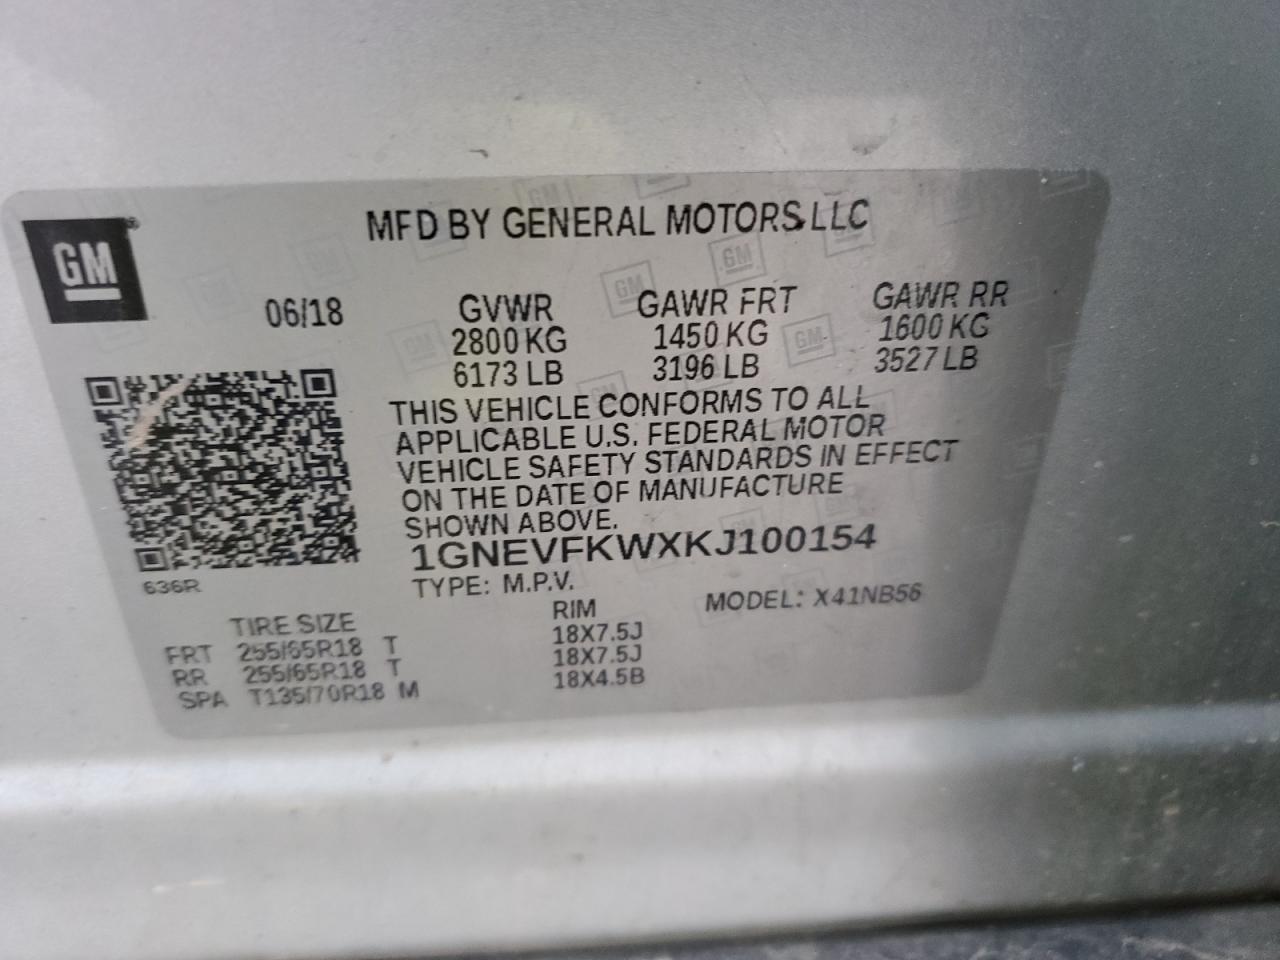 GM
MFD BY GENERAL MOTORS LLC
06/18 GVWR GAWR FRT GAWR RR
2800 KG 1450 KG 1600 KG
6173 LB 3196 LB 3527 LB
THIS VEHICLE CONFORMS TO ALL
APPLICABLE U.S. FEDERAL MOTOR
VEHICLE SAFETY STANDARDS IN EFFECT
ON THE DATE OF MANUFACTURE
SHOWN ABOVE.
1GNEVFKWXKJ100154
636R
TYPE: M.P.V. MODEL: X41NB56
TIRE SIZE RIM
FRT 255/65R18 T 18X7.5J
RR 255/65R18 T 18X7.5J
SPA T135/70R18 M 18X4.5B